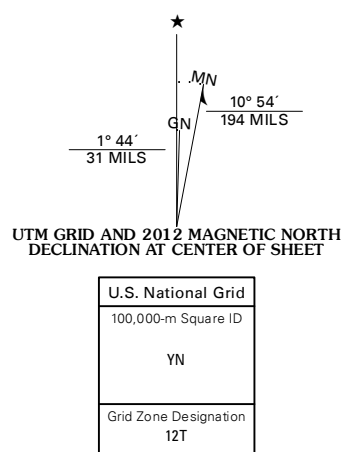 ★
MN
GN
10° 54´
194 MILS
1° 44´
31 MILS
UTM GRID AND 2012 MAGNETIC NORTH
DECLINATION AT CENTER OF SHEET
U.S. National Grid
100,000-m Square ID
YN
Grid Zone Designation
12T